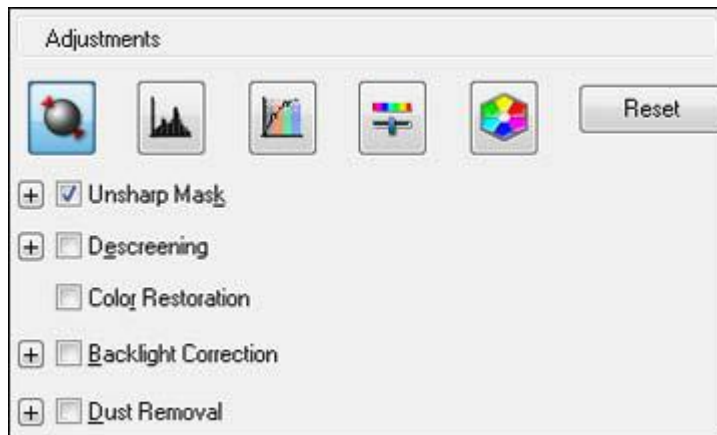 Adjustments
Reset
Unsharp Mask
Descreening
Color Restoration
Backlight Correction
Dust Removal